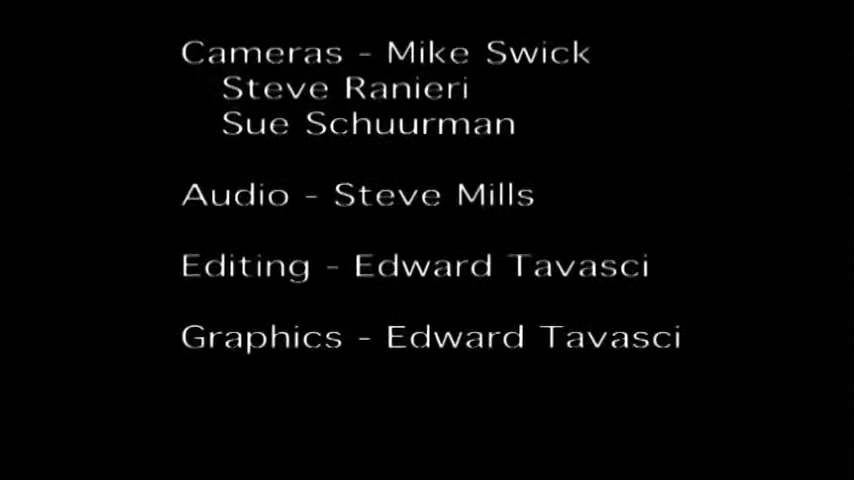 Cameras - Mike Swick
Steve Ranieri
Sue Schuurman
Audio - Steve Mills
Editing - Edward Tavasci
Graphics - Edward Tavasci